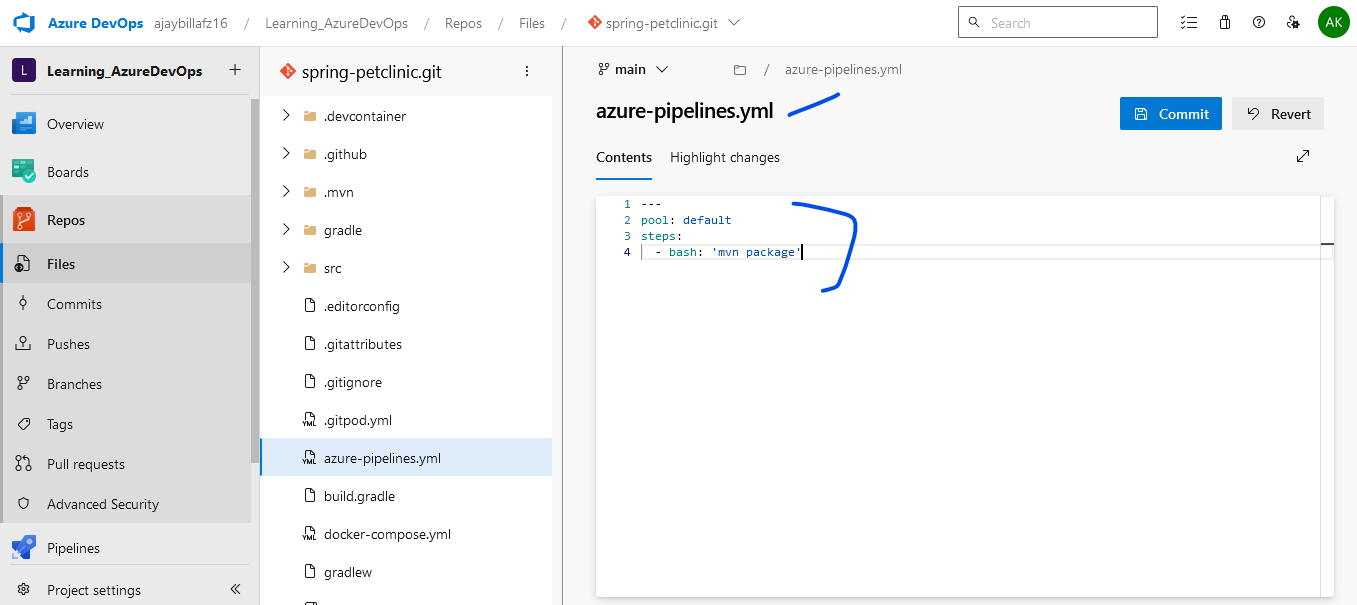 Azure DevOps ajaybillafz16 / Learning_AzureDevOps / Repos / Files / spring-petclinic.git
Search
AK
L Learning_AzureDevOps +
Overview
Boards
Repos
Files
Commits
Pushes
Branches
Tags
Pull requests
Advanced Security
Pipelines
Project settings
spring-petclinic.git
.devcontainer
.github
.mvn
gradle
src
.editorconfig
.gitattributes
.gitignore
YML .gitpod.yml
YML azure-pipelines.yml
build.gradle
YML docker-compose.yml
gradlew
main / azure-pipelines.yml
azure-pipelines.yml
Commit Revert
Contents Highlight changes
1 ---
2 pool: default
3 steps:
4 - bash: 'mvn package'